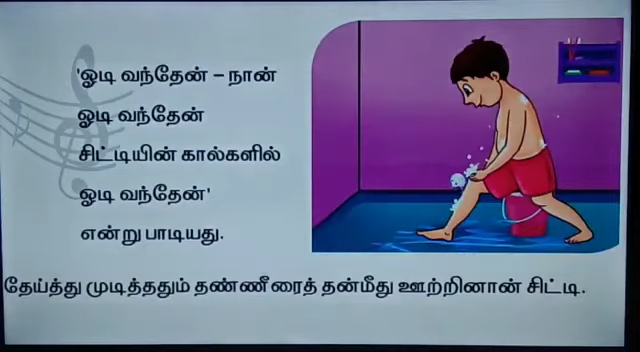 'ஓடி வந்தேன் – நான்
ஓடி வந்தேன்
சிட்டியின் கால்களில்
ஓடி வந்தேன்'
என்று பாடியது.
தேய்த்து முடித்ததும் தண்ணீரைத் தன்மீது ஊற்றினான் சிட்டி.